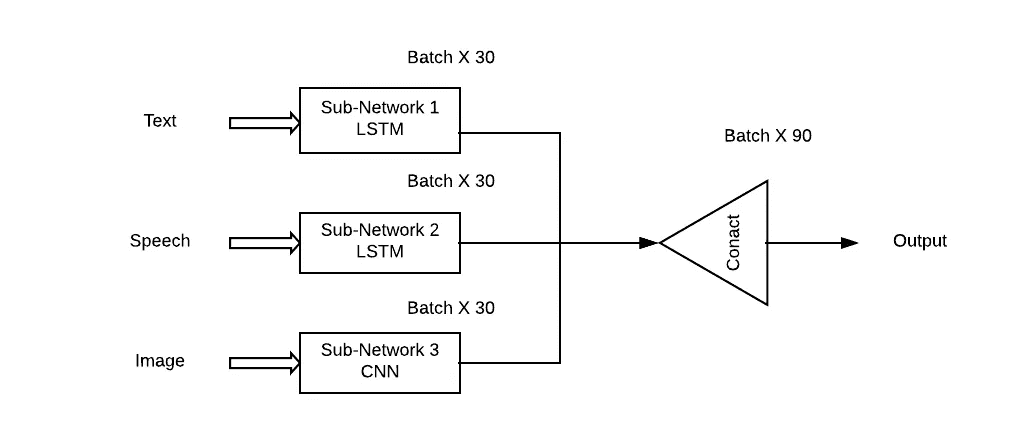 Batch X 30
Text
Sub-Network 1
LSTM
Batch X 90
Batch X 30
Speech
Sub-Network 2
LSTM
Conact
Output
Batch X 30
Image
Sub-Network 3
CNN